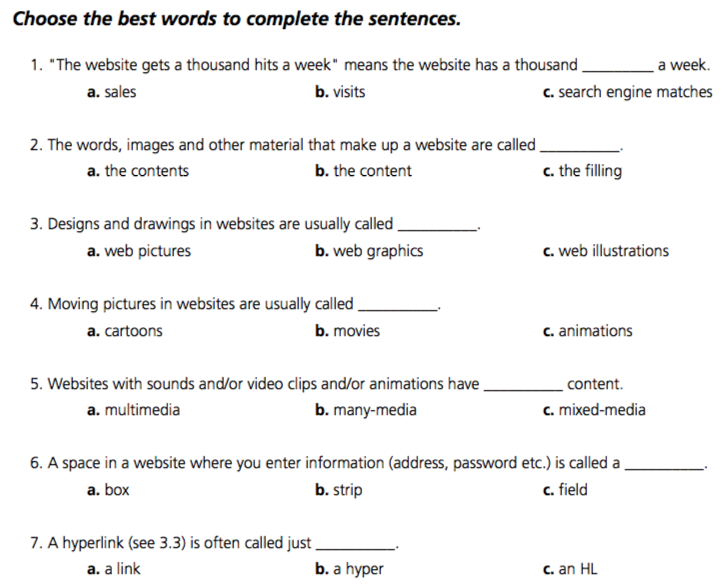 Choose the best words to complete the sentences.
1. "The website gets a thousand hits a week" means the website has a thousand _________ a week.
a. sales b. visits c. search engine matches
2. The words, images and other material that make up a website are called __________.
a. the contents b. the content c. the filling
3. Designs and drawings in websites are usually called __________.
a. web pictures b. web graphics c. web illustrations
4. Moving pictures in websites are usually called __________.
a. cartoons b. movies c. animations
5. Websites with sounds and/or video clips and/or animations have __________ content.
a. multimedia b. many-media c. mixed-media
6. A space in a website where you enter information (address, password etc.) is called a __________.
a. box b. strip c. field
7. A hyperlink (see 3.3) is often called just __________.
a. a link b. a hyper c. an HL